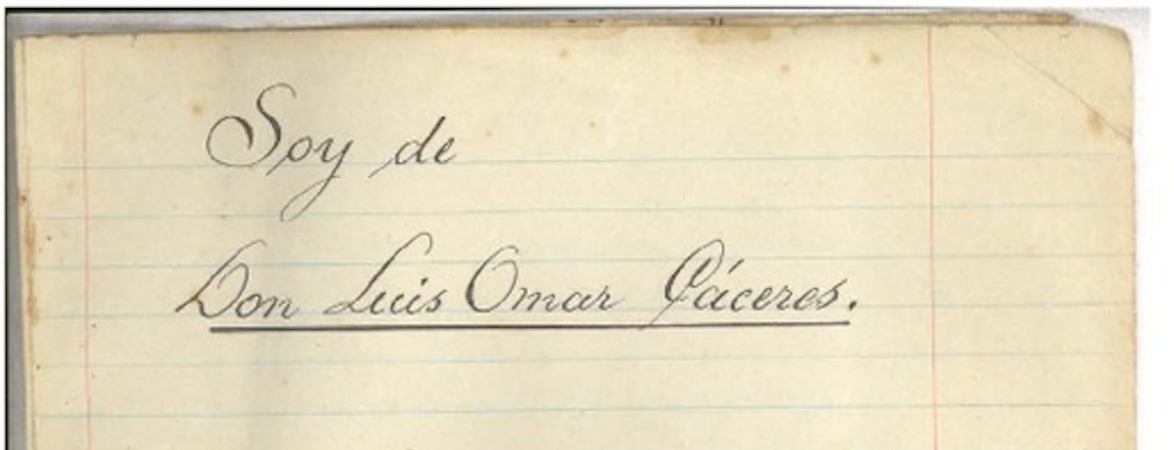 Soy de
Don Luis Omar Cáceres.